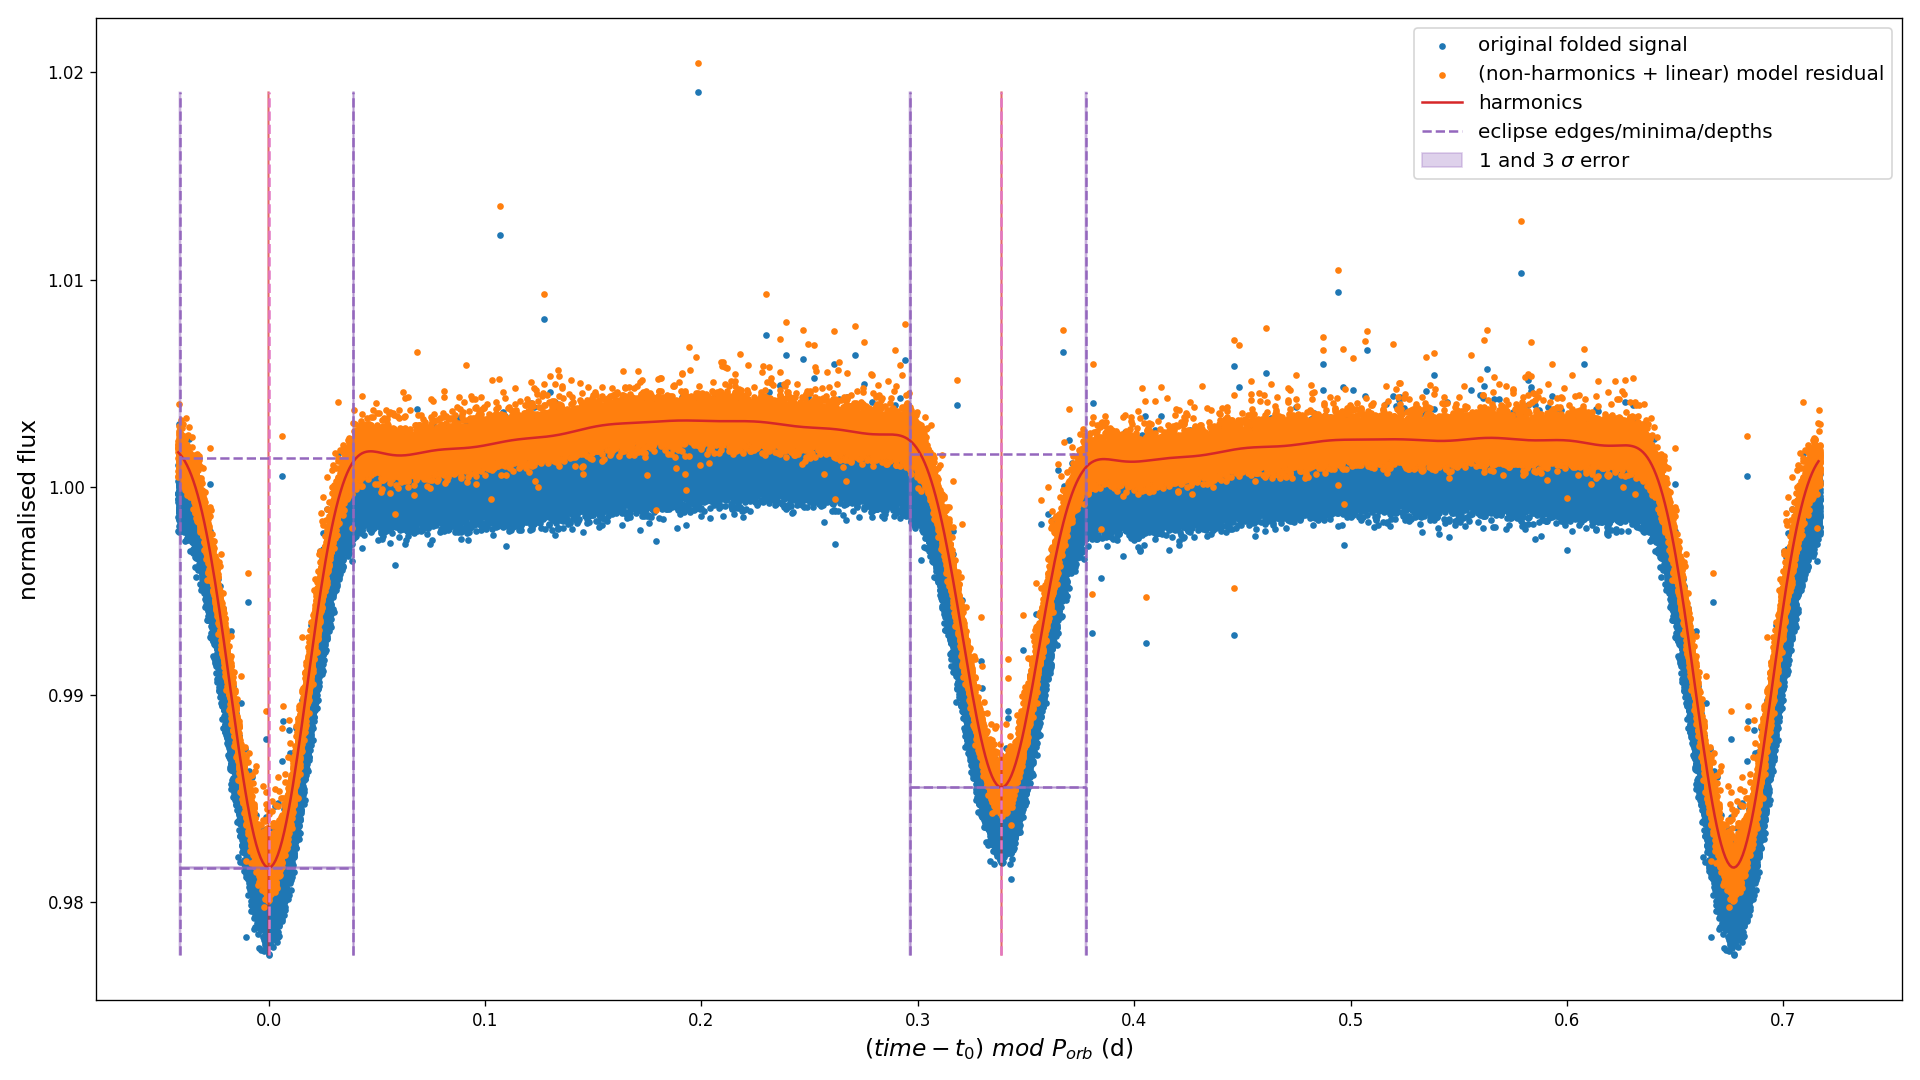 original folded signal
(non-harmonics + linear) model residual
harmonics
eclipse edges/minima/depths
1 and 3 σ error
normalised flux
1.02
1.01
1.00
0.99
0.98
0.0 0.1 0.2 0.3 0.4 0.5 0.6 0.7
(time − t₀) mod Pₒᵣb (d)